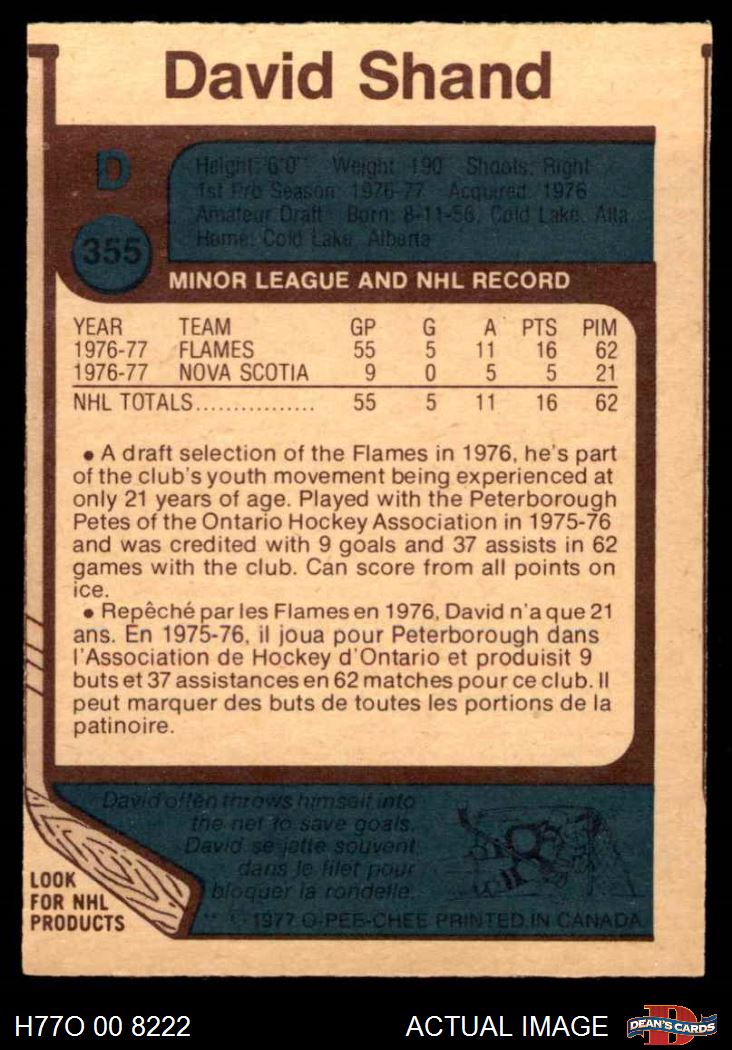 David Shand
D
Height: 6'0" Weight: 190 Shoots: Right
1st Pro Season: 1976-77 Acquired: 1976
Amateur Draft Born: 8-11-56, Cold Lake, Alta.
Home: Cold Lake, Alberta
355
MINOR LEAGUE AND NHL RECORD
YEAR TEAM GP G A PTS PIM
1976-77 FLAMES 55 5 11 16 62
1976-77 NOVA SCOTIA 9 0 5 5 21
NHL TOTALS................ 55 5 11 16 62
• A draft selection of the Flames in 1976, he's part
of the club's youth movement being experienced at
only 21 years of age. Played with the Peterborough
Petes of the Ontario Hockey Association in 1975-76
and was credited with 9 goals and 37 assists in 62
games with the club. Can score from all points on
ice.
• Repêché par les Flames en 1976, David n'a que 21
ans. En 1975-76, il joua pour Peterborough dans
l'Association de Hockey d'Ontario et produisit 9
buts et 37 assistances en 62 matches pour ce club. Il
peut marquer des buts de toutes les portions de la
patinoire.
David often throws himself into
the net to save goals.
David se jette souvent
dans le filet pour
bloquer la rondelle.
LOOK
FOR NHL
PRODUCTS
** © 1977 O-PEE-CHEE PRINTED IN CANADA
H77O 00 8222
ACTUAL IMAGE
DEAN'S CARDS